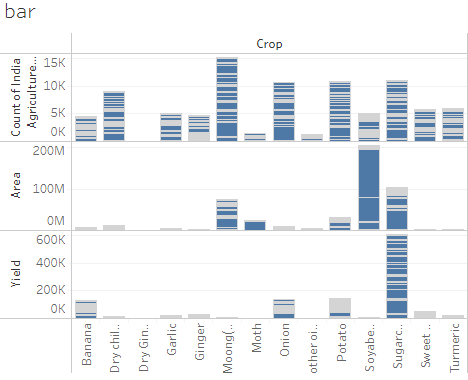 bar
Crop
Count of India
Agriculture..
15K
10K
5K
0K
Area
200M
100M
0M
Yield
600K
400K
200K
0K
Banana
Dry chil..
Dry Gin..
Garlic
Ginger
Moong(..
Moth
Onion
other oi..
Potato
Soyabe..
Sugarc..
Sweet ..
Turmeric